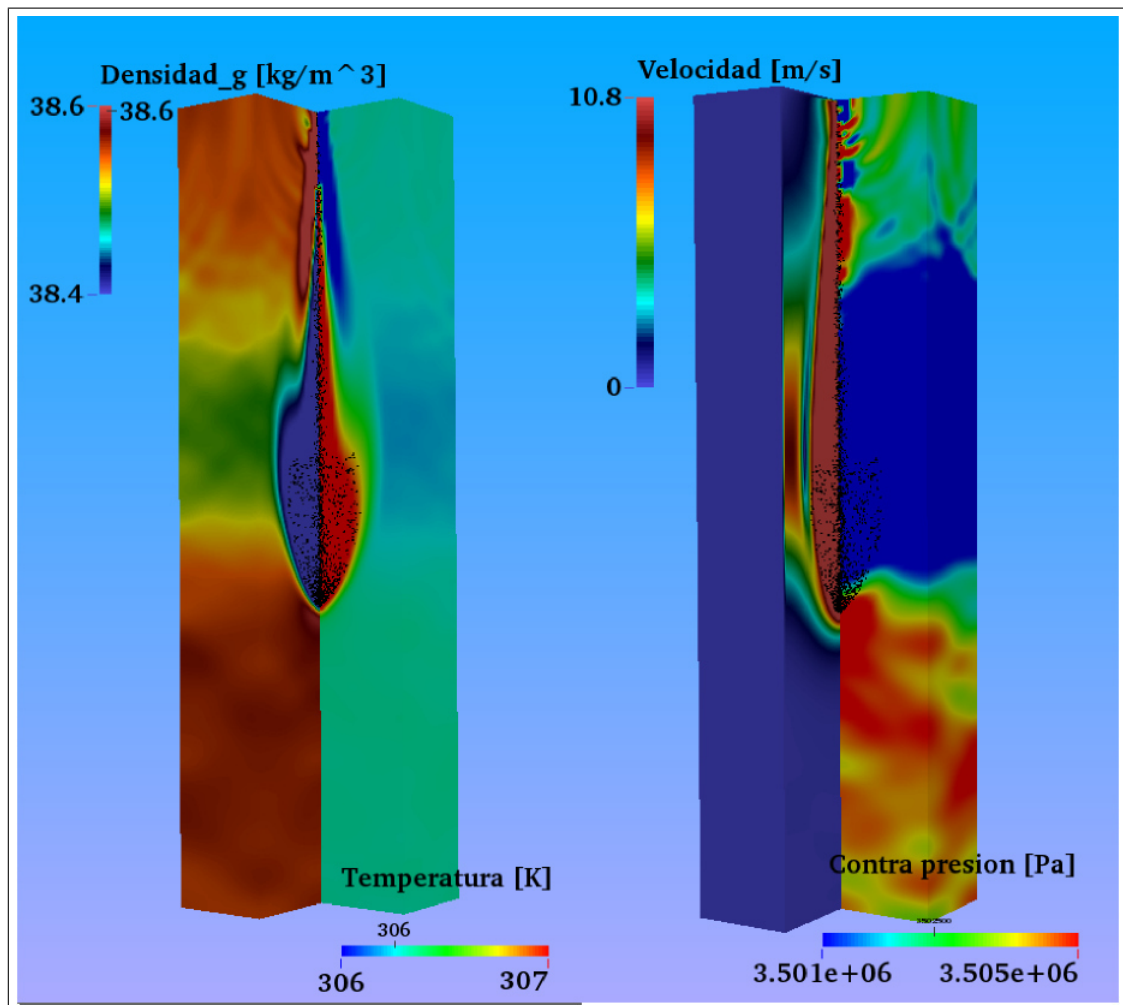 Densidad_g [kg/m^3]
38.6
38.6
38.4
Velocidad [m/s]
10.8
0
Temperatura [K]
306
306
307
Contra presion [Pa]
3.501e+06
3.505e+06